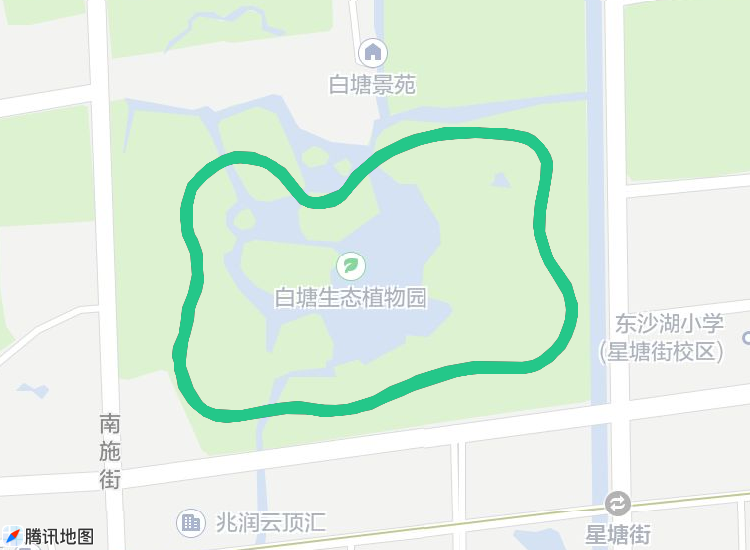 白塘景苑
白塘生态植物园
东沙湖小学
(星塘街校区)
南
施
街
兆润云顶汇
星塘街
腾讯地图